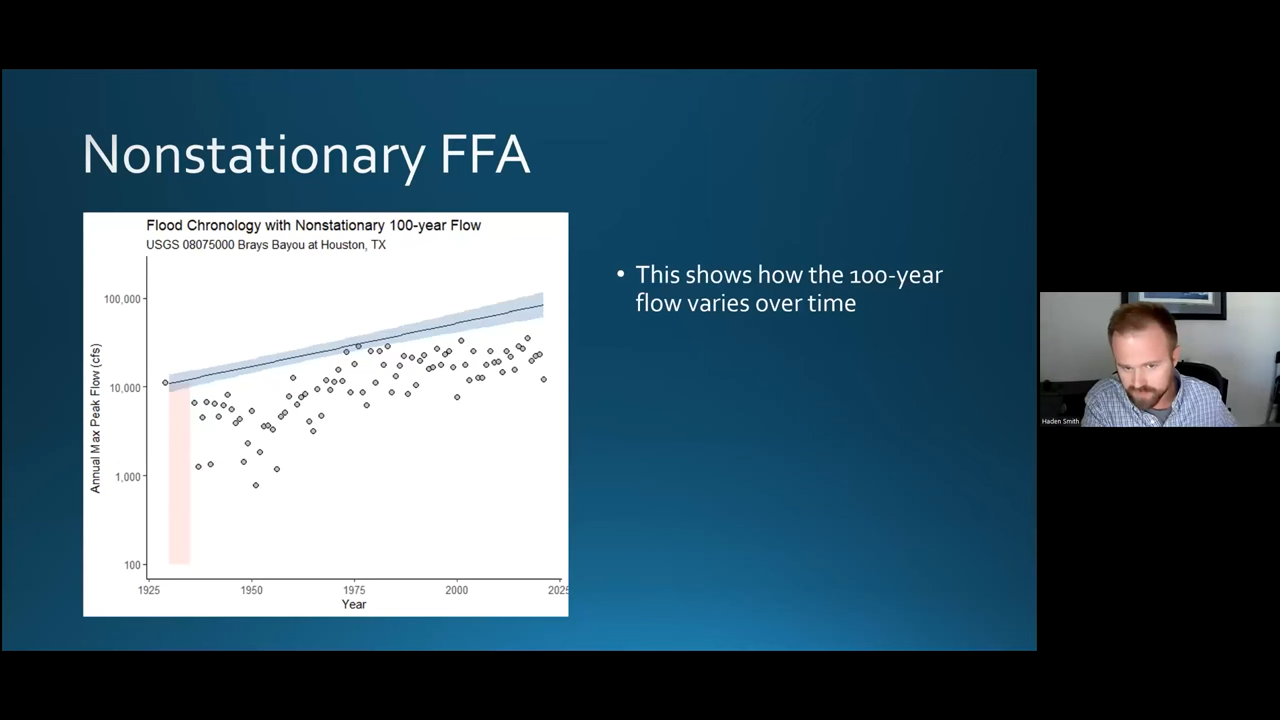 Nonstationary FFA
Flood Chronology with Nonstationary 100-year Flow
USGS 08075000 Brays Bayou at Houston, TX
Annual Max Peak Flow (cfs)
100,000
10,000
1,000
100
1925
1950
1975
2000
2025
Year
• This shows how the 100-year
flow varies over time
Haden Smith